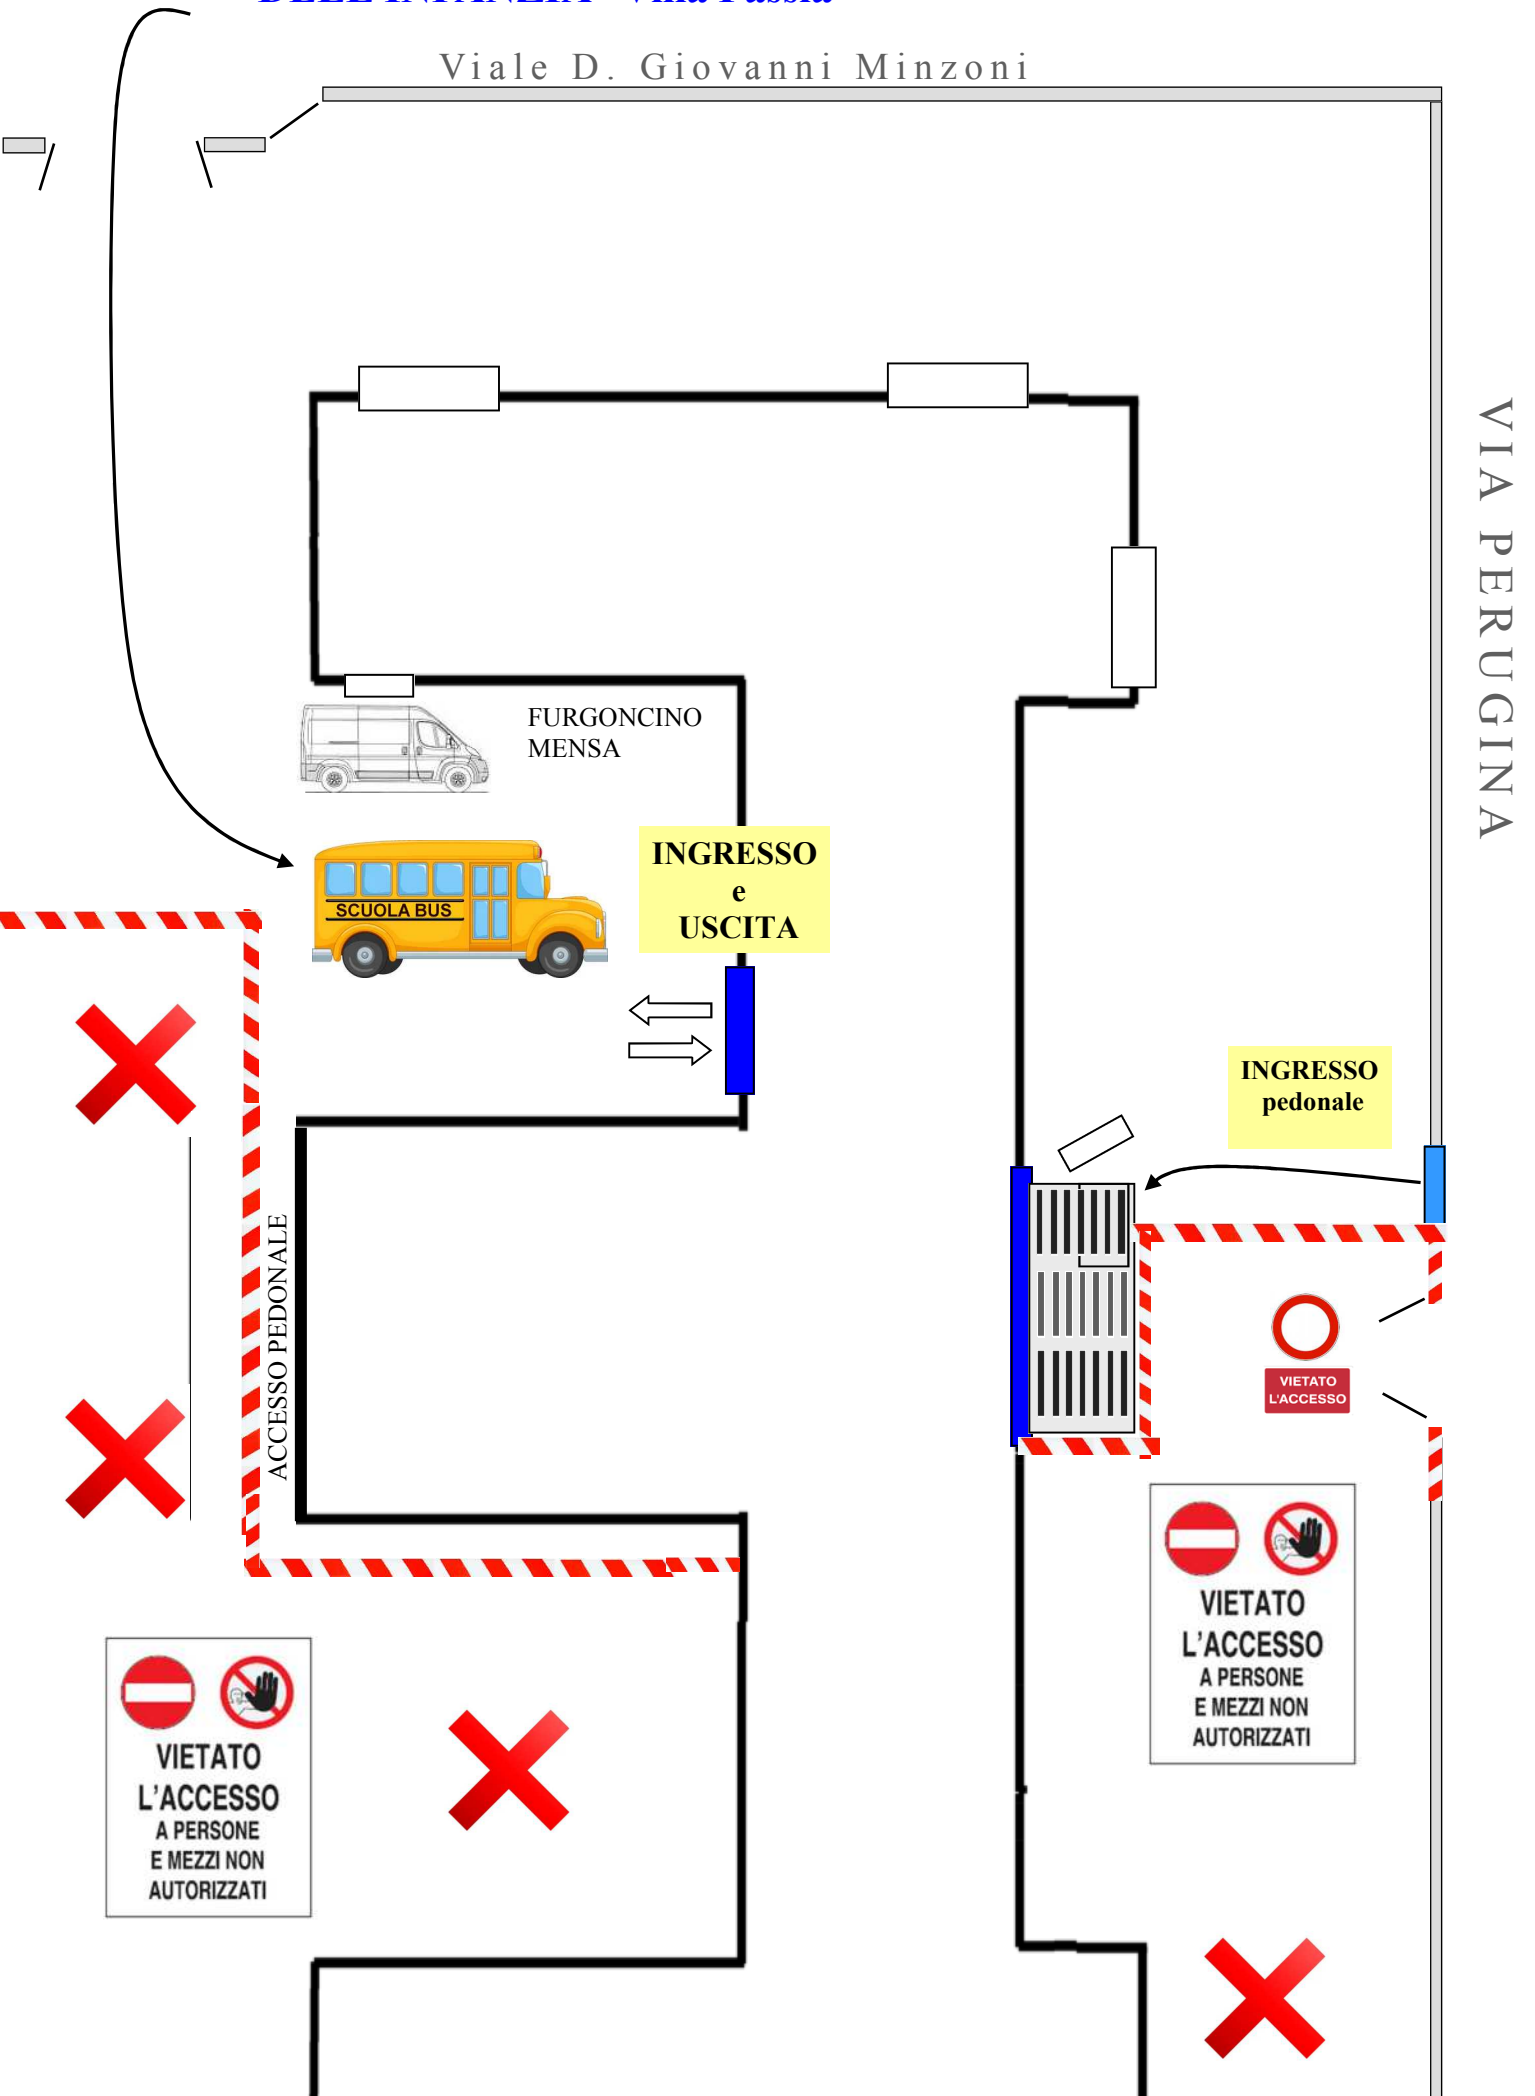 Viale D. Giovanni Minzoni
VIA PERUGINA
FURGONCINO
MENSA
SCUOLA BUS
INGRESSO
e
USCITA
INGRESSO
pedonale
ACCESSO PEDONALE
VIETATO
L'ACCESSO
VIETATO
L'ACCESSO
A PERSONE
E MEZZI NON
AUTORIZZATI
VIETATO
L'ACCESSO
A PERSONE
E MEZZI NON
AUTORIZZATI